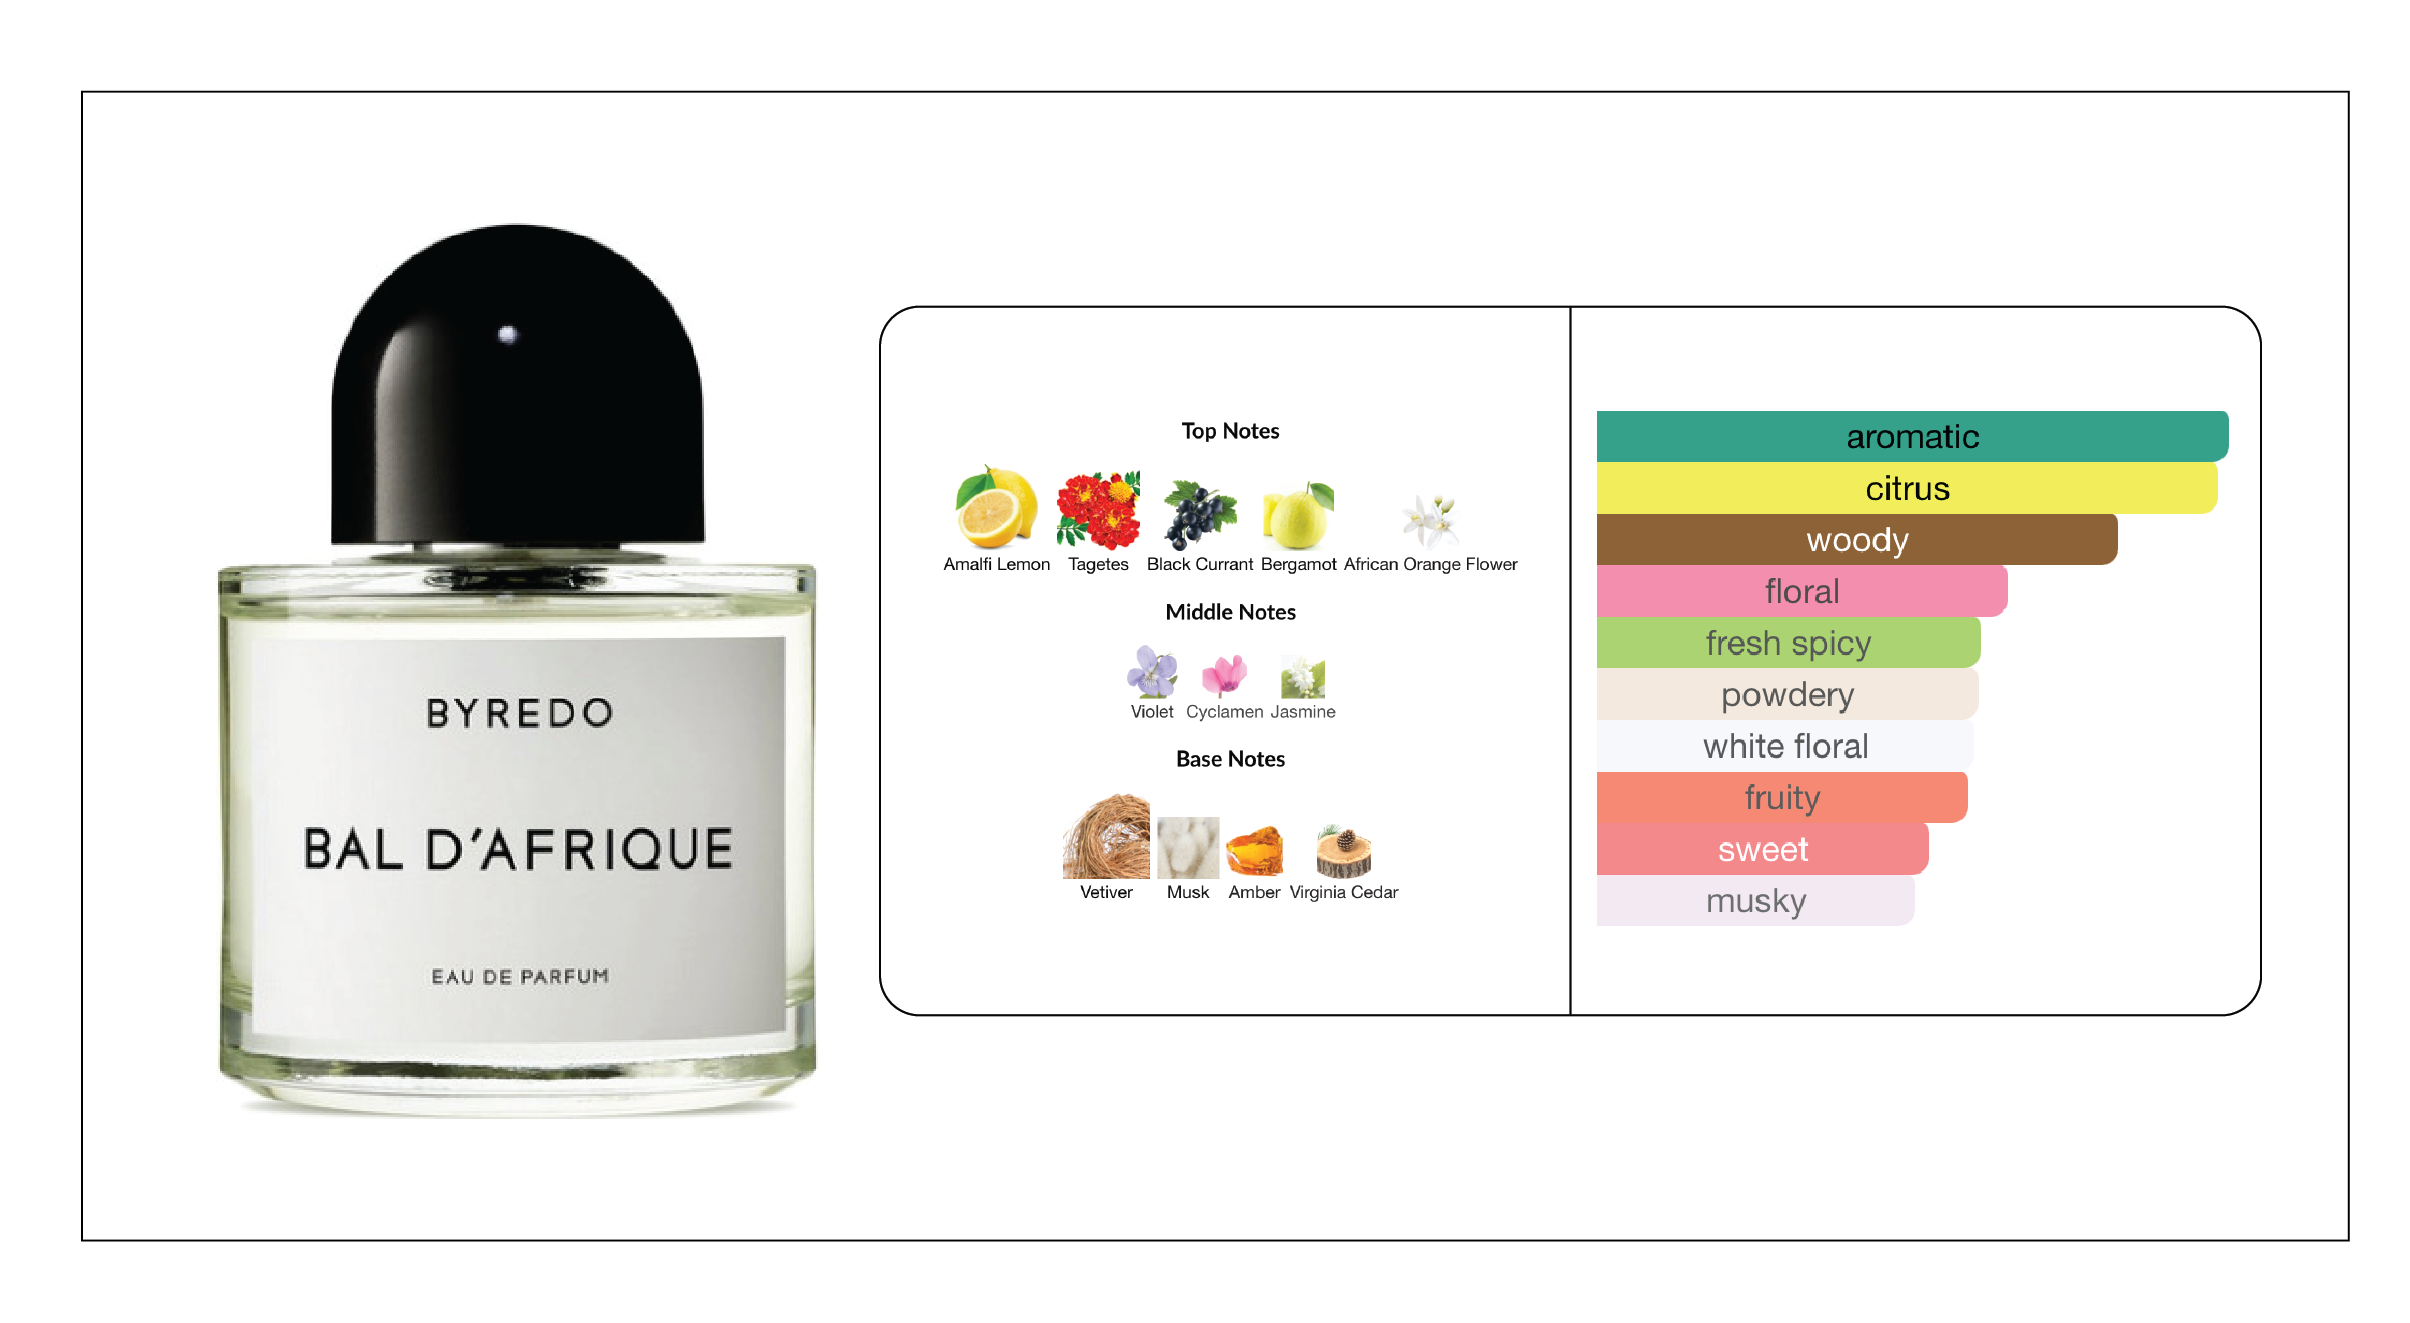 BYREDO
BAL D'AFRIQUE
EAU DE PARFUM
Top Notes
Amalfi Lemon Tagetes Black Currant Bergamot African Orange Flower
Middle Notes
Violet Cyclamen Jasmine
Base Notes
Vetiver Musk Amber Virginia Cedar
aromatic
citrus
woody
floral
fresh spicy
powdery
white floral
fruity
sweet
musky